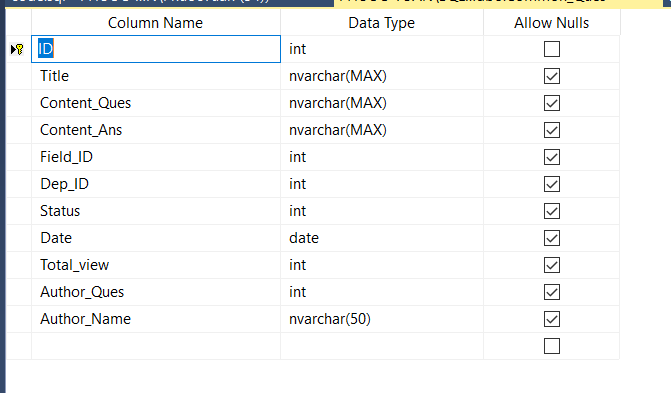 Column Name Data Type Allow Nulls
ID int
Title nvarchar(MAX)
Content_Ques nvarchar(MAX)
Content_Ans nvarchar(MAX)
Field_ID int
Dep_ID int
Status int
Date date
Total_view int
Author_Ques int
Author_Name nvarchar(50)